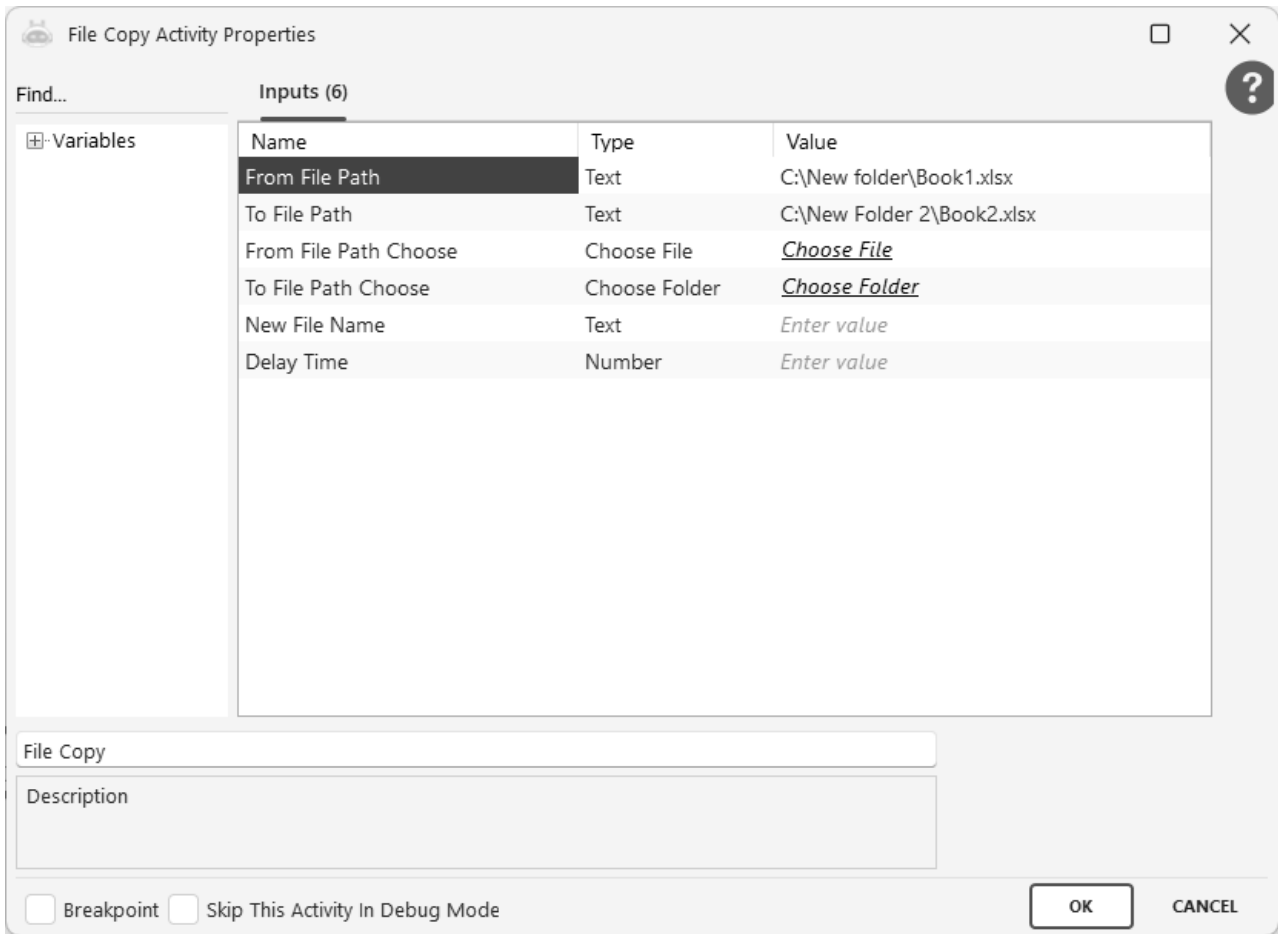 File Copy Activity Properties
Find...
Inputs (6)
?
Variables
Name Type Value
From File Path Text C:\New folder\Book1.xlsx
To File Path Text C:\New Folder 2\Book2.xlsx
From File Path Choose Choose File Choose File
To File Path Choose Choose Folder Choose Folder
New File Name Text Enter value
Delay Time Number Enter value
File Copy
Description
Breakpoint Skip This Activity In Debug Mode OK CANCEL